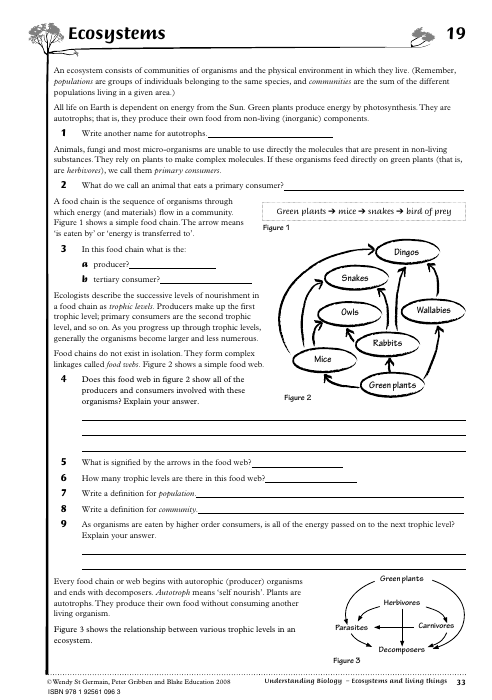 Ecosystems
19
An ecosystem consists of communities of organisms and the physical environment in which they live. (Remember,
populations are groups of individuals belonging to the same species, and communities are the sum of the different
populations living in a given area.)
All life on Earth is dependent on energy from the Sun. Green plants produce energy by photosynthesis. They are
autotrophs; that is, they produce their own food from non-living (inorganic) components.
1 Write another name for autotrophs.
Animals, fungi and most micro-organisms are unable to use directly the molecules that are present in non-living
substances. They rely on plants to make complex molecules. If these organisms feed directly on green plants (that is,
are herbivores), we call them primary consumers.
2 What do we call an animal that eats a primary consumer?
A food chain is the sequence of organisms through
which energy (and materials) flow in a community.
Figure 1 shows a simple food chain. The arrow means
'is eaten by' or 'energy is transferred to'.
Green plants ➔ mice ➔ snakes ➔ bird of prey
Figure 1
3 In this food chain what is the:
a producer?
b tertiary consumer?
Ecologists describe the successive levels of nourishment in
a food chain as trophic levels. Producers make up the first
trophic level; primary consumers are the second trophic
level, and so on. As you progress up through trophic levels,
generally the organisms become larger and less numerous.
Food chains do not exist in isolation. They form complex
linkages called food webs. Figure 2 shows a simple food web.
Dingos
Snakes
Owls
Wallabies
Rabbits
Mice
Green plants
Figure 2
4 Does this food web in figure 2 show all of the
producers and consumers involved with these
organisms? Explain your answer.
5 What is signified by the arrows in the food web?
6 How many trophic levels are there in this food web?
7 Write a definition for population.
8 Write a definition for community.
9 As organisms are eaten by higher order consumers, is all of the energy passed on to the next trophic level?
Explain your answer.
Every food chain or web begins with autorophic (producer) organisms
and ends with decomposers. Autotroph means 'self nourish'. Plants are
autotrophs. They produce their own food without consuming another
living organism.
Figure 3 shows the relationship between various trophic levels in an
ecosystem.
Green plants
Herbivores
Parasites
Carnivores
Decomposers
Figure 3
© Wendy St Germain, Peter Gribben and Blake Education 2008
Understanding Biology – Ecosystems and living things 33
ISBN 978 1 92561 096 3